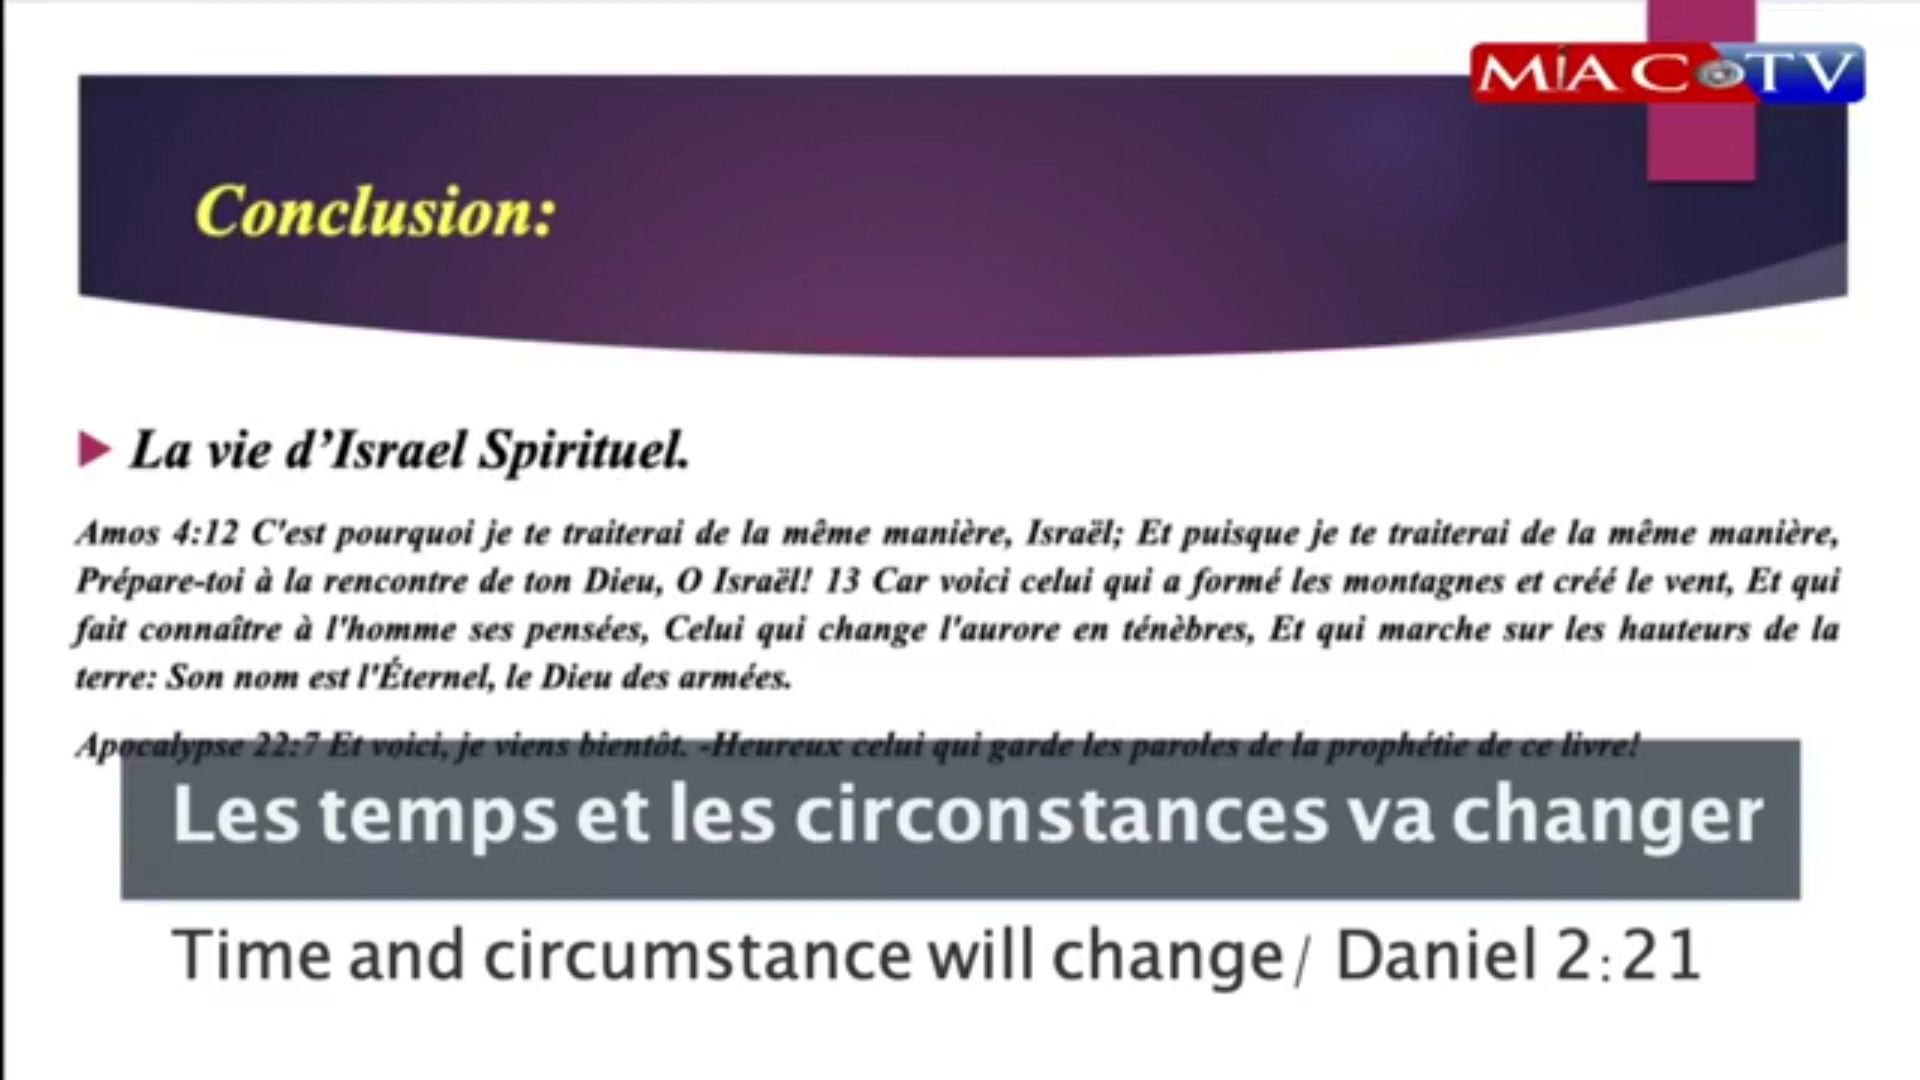 MIAC TV
Conclusion:
La vie d’Israel Spirituel.
Amos 4:12 C'est pourquoi je te traiterai de la même manière, Israël; Et puisque je te traiterai de la même manière,
Prépare-toi à la rencontre de ton Dieu, O Israël! 13 Car voici celui qui a formé les montagnes et créé le vent, Et qui
fait connaître à l'homme ses pensées, Celui qui change l'aurore en ténèbres, Et qui marche sur les hauteurs de la
terre: Son nom est l'Éternel, le Dieu des armées.
Apocalypse 22:7 Et voici, je viens bientôt. -Heureux celui qui garde les paroles de la prophétie de ce livre!
Les temps et les circonstances va changer
Time and circumstance will change/ Daniel 2:21